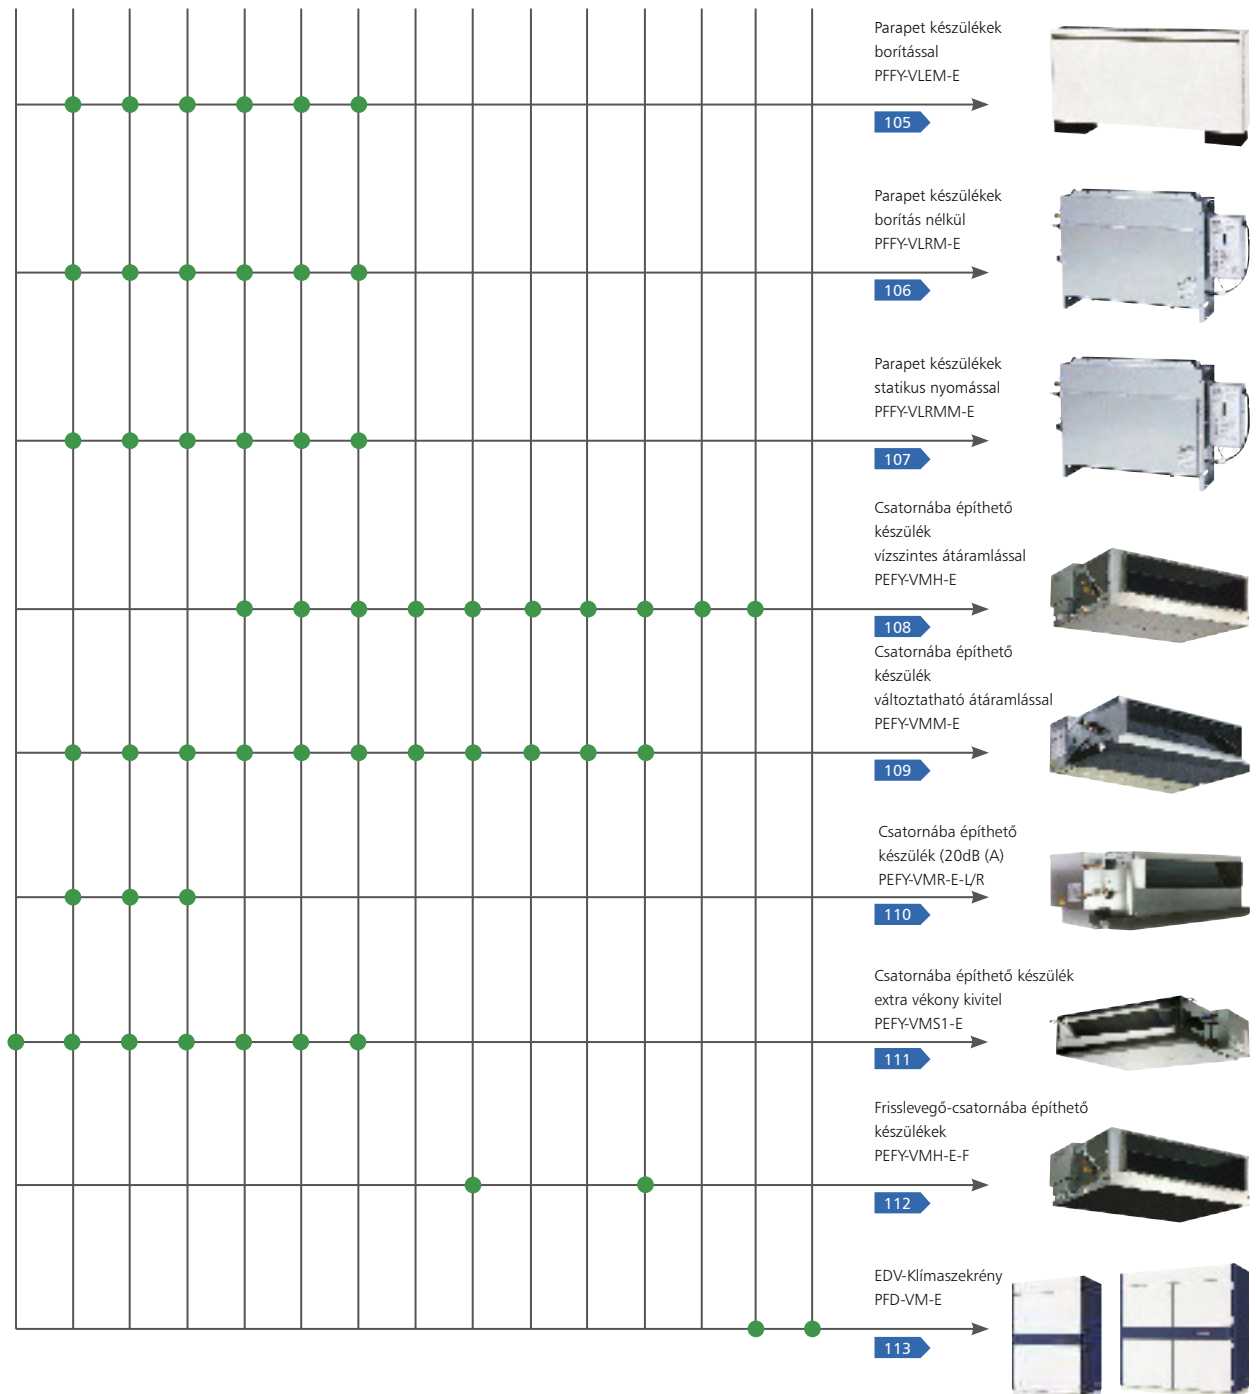 Parapet készülékek
borítással
PFFY-VLEM-E
105
Parapet készülékek
borítás nélkül
PFFY-VLRM-E
106
Parapet készülékek
statikus nyomással
PFFY-VLRMM-E
107
Csatornába építhető
készülék
vízszintes átáramlással
PEFY-VMH-E
108
Csatornába építhető
készülék
változtatható átáramlással
PEFY-VMM-E
109
Csatornába építhető
készülék (20dB (A)
PEFY-VMR-E-L/R
110
Csatornába építhető készülék
extra vékony kivitel
PEFY-VMS1-E
111
Frisslevegő-csatornába építhető
készülékek
PEFY-VMH-E-F
112
EDV-Klímaszekrény
PFD-VM-E
113